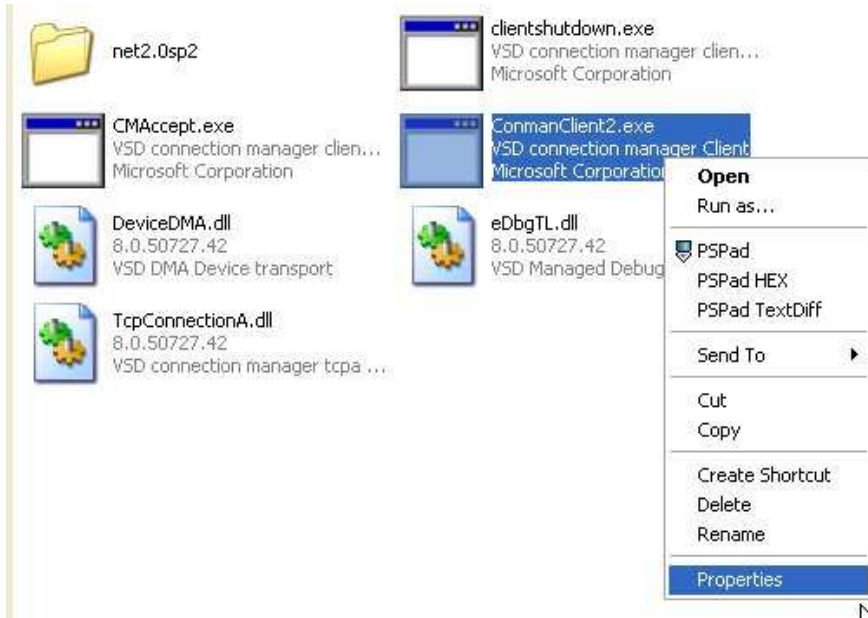 net2.0sp2
clientshutdown.exe
VSD connection manager clien...
Microsoft Corporation
CMAccept.exe
VSD connection manager clien...
Microsoft Corporation
ConmanClient2.exe
VSD connection manager Client
Microsoft Corporation
DeviceDMA.dll
8.0.50727.42
VSD DMA Device transport
eDbgTL.dll
8.0.50727.42
VSD Managed Debug
TcpConnectionA.dll
8.0.50727.42
VSD connection manager tcpa ...
Open
Run as...
PSPad
PSPad HEX
PSPad TextDiff
Send To
Cut
Copy
Create Shortcut
Delete
Rename
Properties